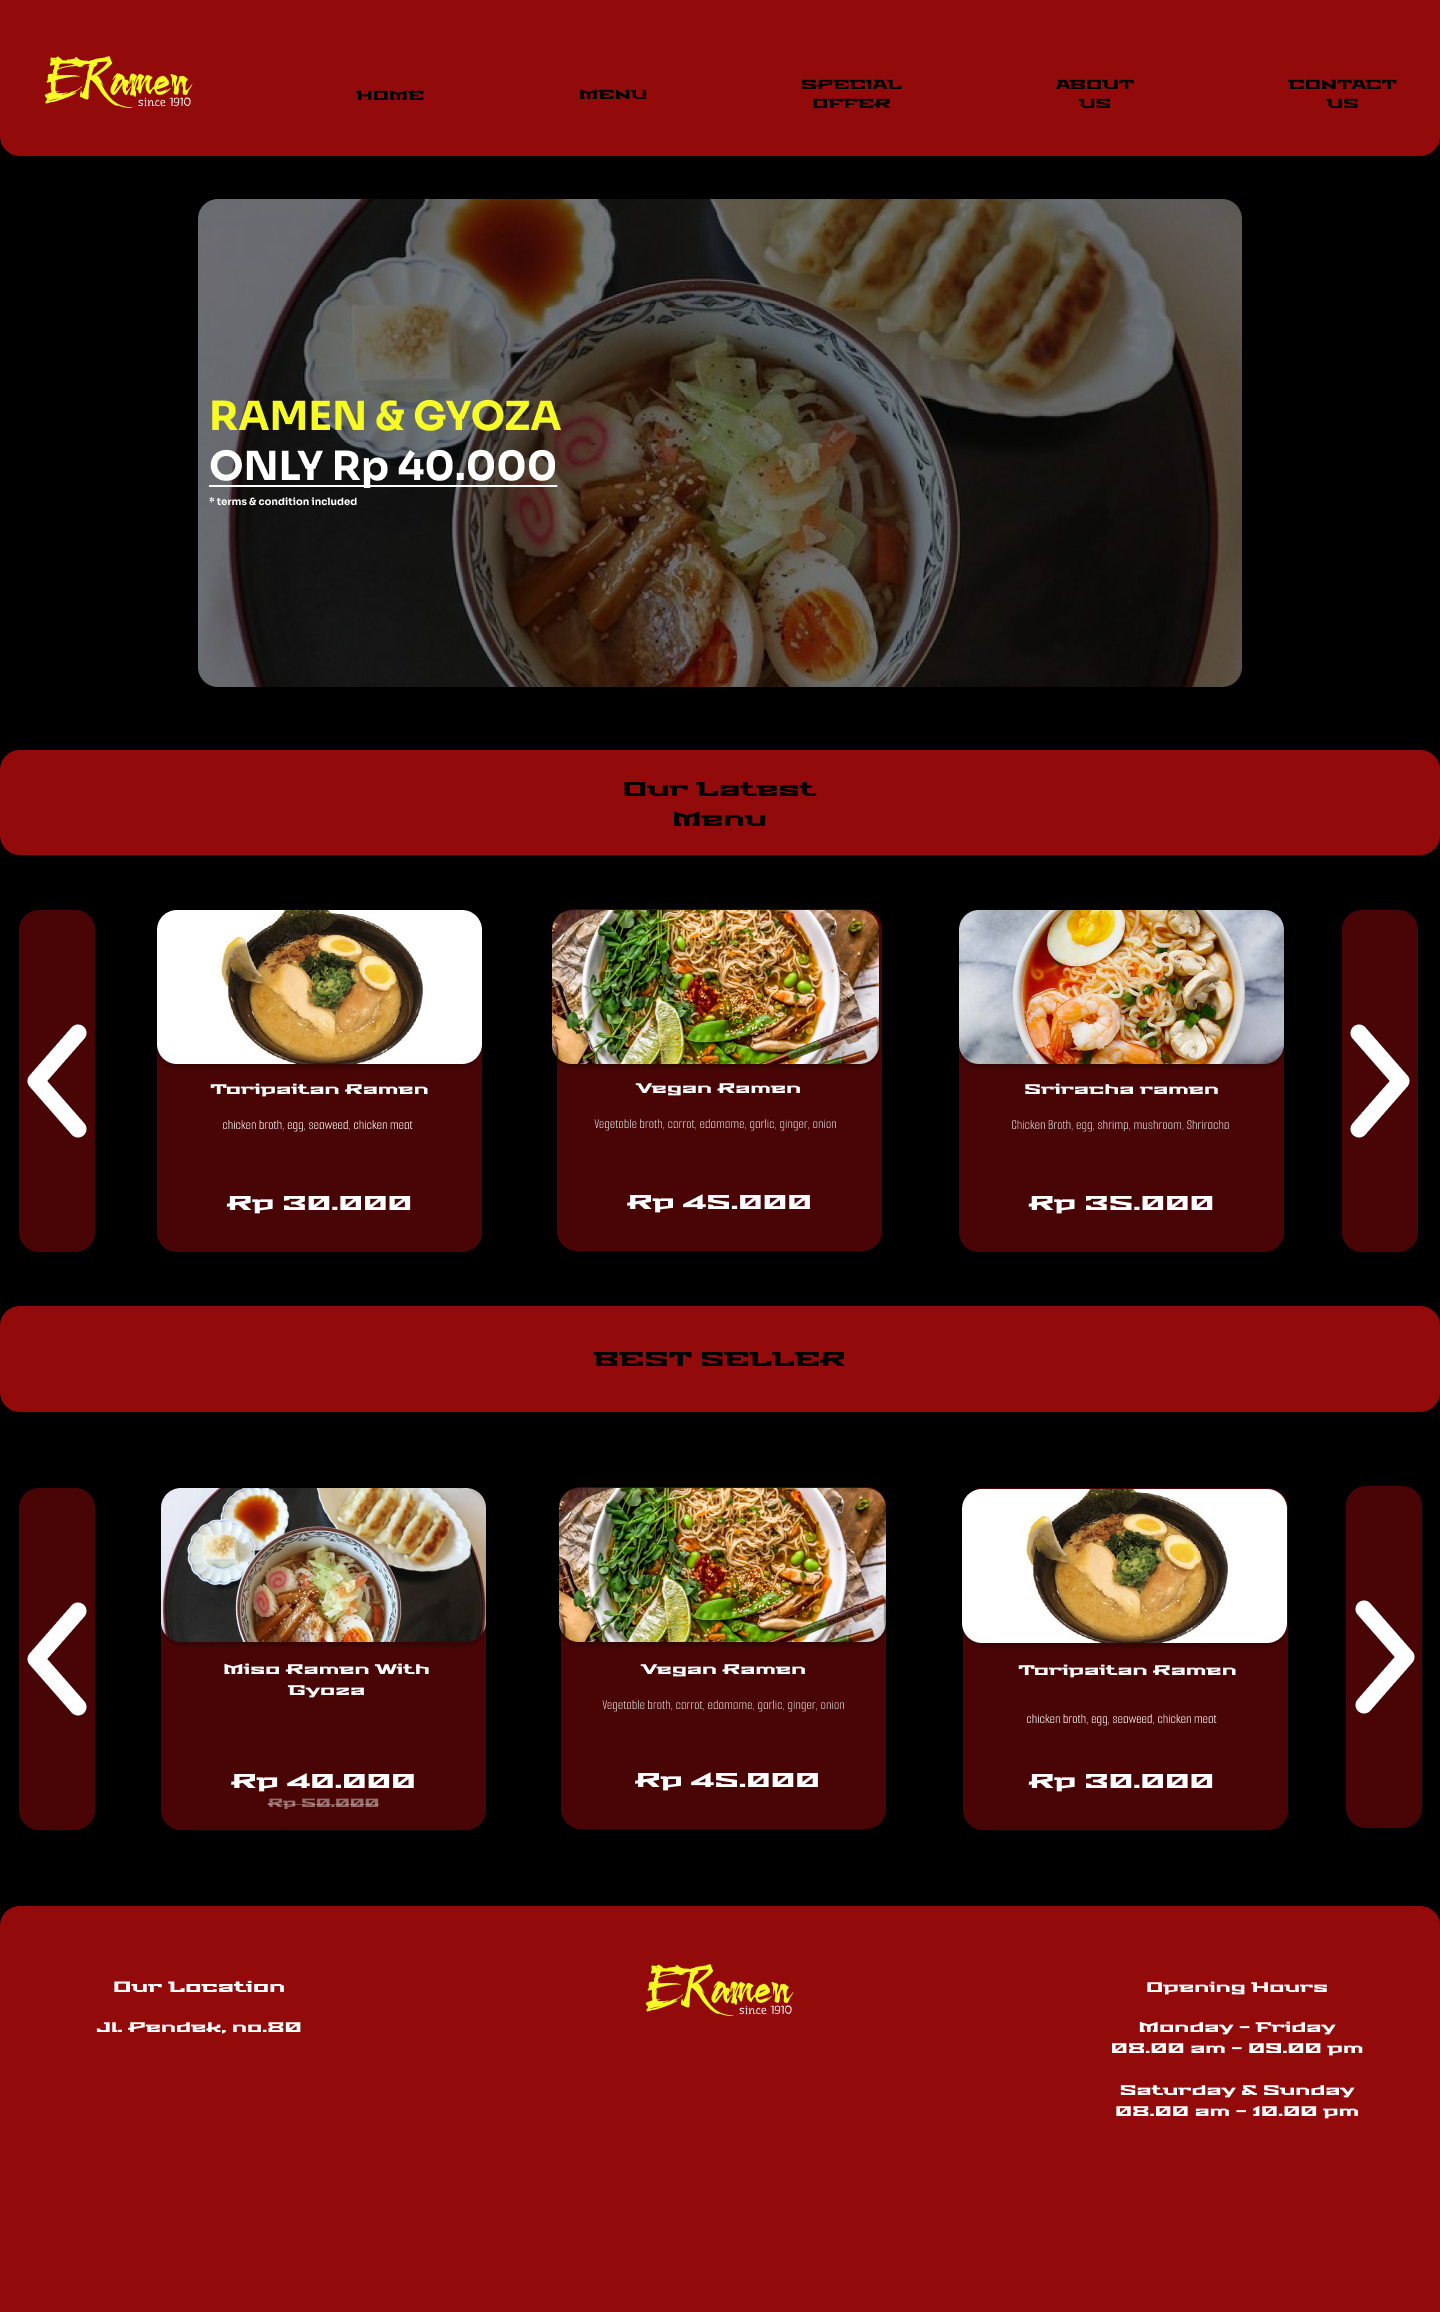 ERamen
since 1910
HOME
MENU
SPECIAL
OFFER
ABOUT
US
CONTACT
US
RAMEN & GYOZA
ONLY Rp 40.000
* terms & condition included
Our Latest
Menu
Toripaitan Ramen
chicken broth, egg, seaweed, chicken meat
Rp 30.000
Vegan Ramen
Vegetable broth, carrot, edamame, garlic, ginger, onion
Rp 45.000
Sriracha ramen
Chicken Broth, egg, shrimp, mushroom, Shriracha
Rp 35.000
BEST SELLER
Miso Ramen With
Gyoza
Rp 40.000
Rp 50.000
Vegan Ramen
Vegetable broth, carrot, edamame, garlic, ginger, onion
Rp 45.000
Toripaitan Ramen
chicken broth, egg, seaweed, chicken meat
Rp 30.000
Our Location
Jl. Pendek, no.80
ERamen
since 1910
Opening Hours
Monday - Friday
08.00 am - 09.00 pm
Saturday & Sunday
08.00 am - 10.00 pm